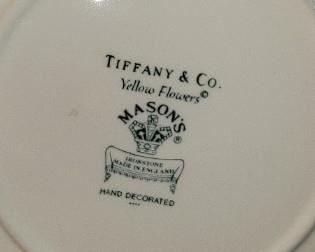 TIFFANY & CO.
Yellow Flowers©
MASON'S®
IRONSTONE
MADE IN ENGLAND
HAND DECORATED